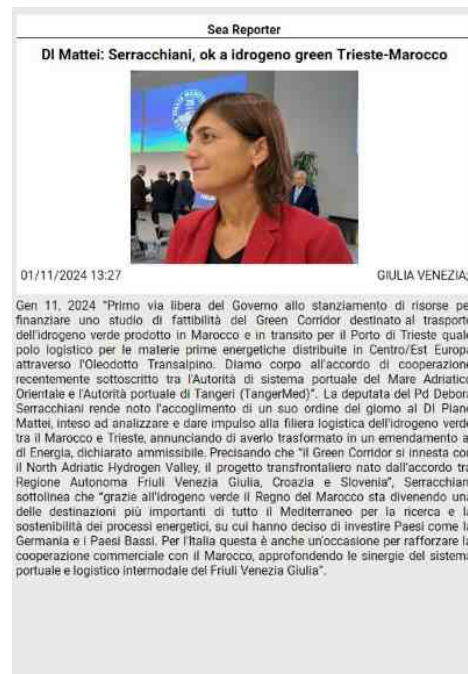 Sea Reporter
DI Mattei: Serracchiani, ok a idrogeno green Trieste-Marocco
01/11/2024 13:27 GIULIA VENEZIA;
Gen 11, 2024 "Primo via libera del Governo allo stanziamento di risorse pe
finanziare uno studio di fattibilità del Green Corridor destinato al trasporto
dell'idrogeno verde prodotto in Marocco e in transito per il Porto di Trieste quale
polo logistico per le materie prime energetiche distribuite in Centro/Est Europa
attraverso l'Oleodotto Transalpino. Diamo corpo all'accordo di cooperazione
recentemente sottoscritto tra l'Autorità di sistema portuale del Mare Adriatico
Orientale e l'Autorità portuale di Tangeri (TangerMed)". La deputata del Pd Debora
Serracchiani rende noto l'accoglimento di un suo ordine del giorno al DI Piano
Mattei, inteso ad analizzare e dare impulso alla filiera logistica dell'idrogeno verde
tra il Marocco e Trieste, annunciando di averlo trasformato in un emendamento a
di Energia, dichiarato ammissibile. Precisando che "il Green Corridor si innesta co
il North Adriatic Hydrogen Valley, il progetto transfrontaliero nato dall'accordo tra
Regione Autonoma Friuli Venezia Giulia, Croazia e Slovenia", Serracchian
sottolinea che "grazie all'idrogeno verde il Regno del Marocco sta divenendo una
delle destinazioni più importanti di tutto il Mediterraneo per la ricerca e la
sostenibilità dei processi energetici, su cui hanno deciso di investire Paesi come la
Germania e i Paesi Bassi. Per l'Italia questa è anche un'occasione per rafforzare la
cooperazione commerciale con il Marocco, approfondendo le sinergie del sistema
portuale e logistico intermodale del Friuli Venezia Giulia".